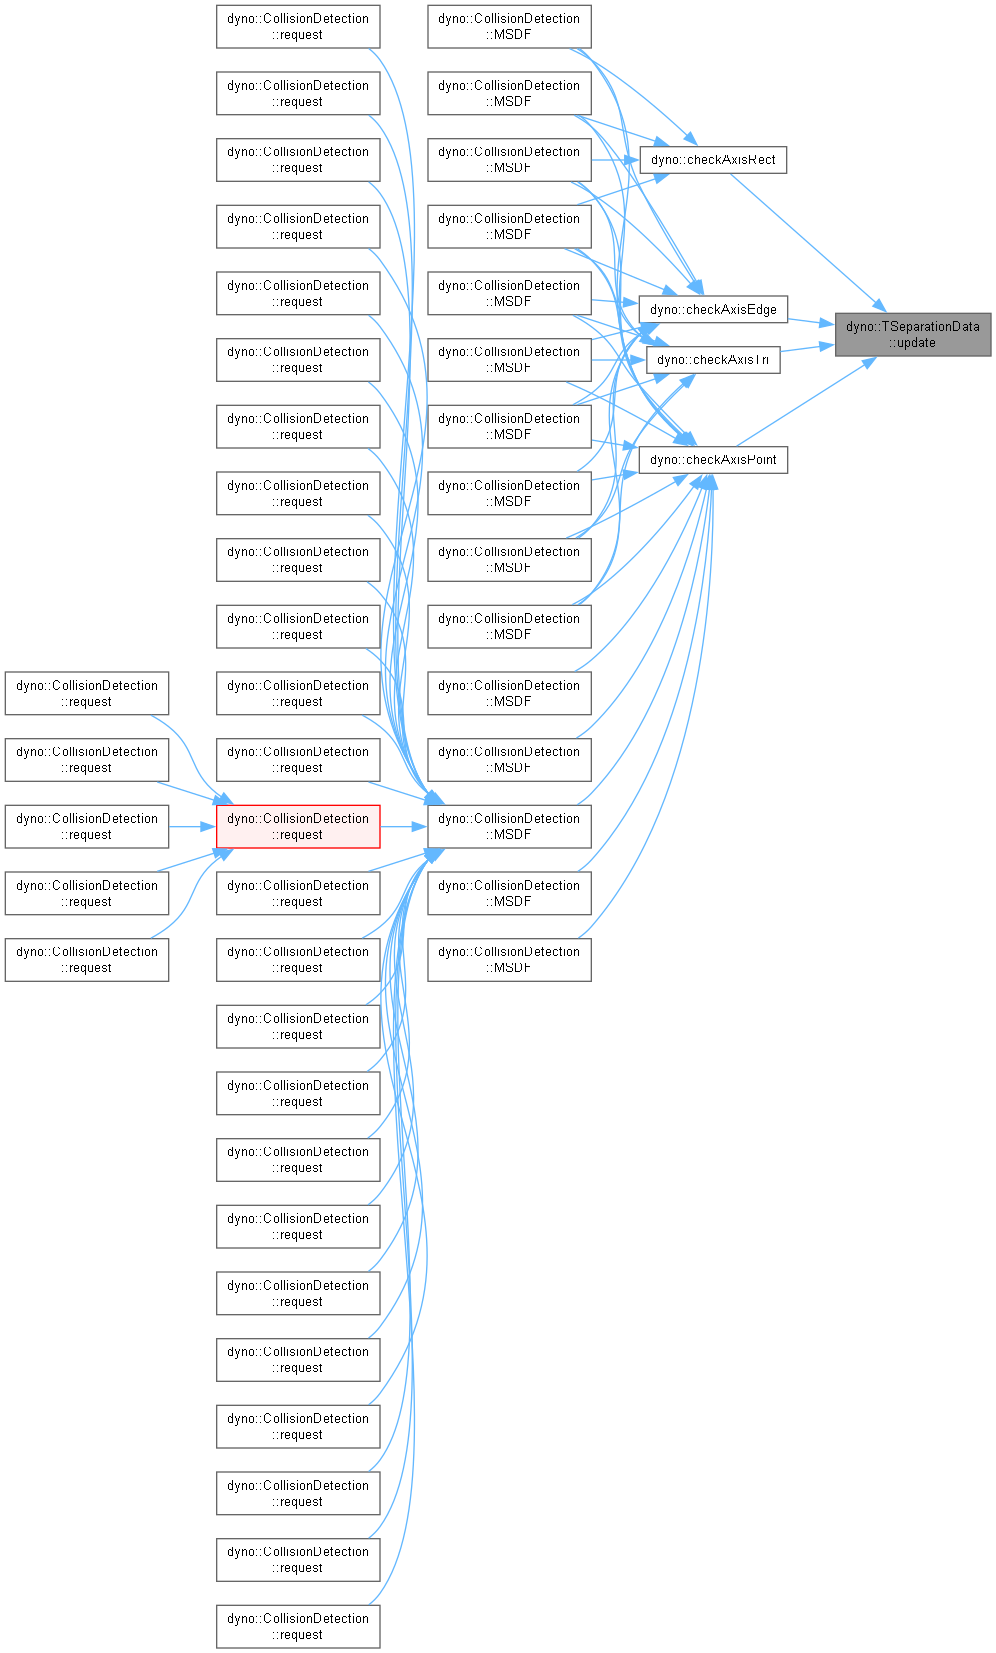 dyno::CollisionDetection
::request
dyno::CollisionDetection
::request
dyno::CollisionDetection
::request
dyno::CollisionDetection
::request
dyno::CollisionDetection
::request
dyno::CollisionDetection
::request
dyno::CollisionDetection
::request
dyno::CollisionDetection
::request
dyno::CollisionDetection
::request
dyno::CollisionDetection
::request
dyno::CollisionDetection
::request
dyno::CollisionDetection
::request
dyno::CollisionDetection
::request
dyno::CollisionDetection
::request
dyno::CollisionDetection
::request
dyno::CollisionDetection
::request
dyno::CollisionDetection
::request
dyno::CollisionDetection
::request
dyno::CollisionDetection
::request
dyno::CollisionDetection
::request
dyno::CollisionDetection
::request
dyno::CollisionDetection
::request
dyno::CollisionDetection
::request
dyno::CollisionDetection
::request
dyno::CollisionDetection
::request
dyno::CollisionDetection
::request
dyno::CollisionDetection
::request
dyno::CollisionDetection
::request
dyno::CollisionDetection
::request
dyno::CollisionDetection
::request
dyno::CollisionDetection
::MSDF
dyno::CollisionDetection
::MSDF
dyno::CollisionDetection
::MSDF
dyno::CollisionDetection
::MSDF
dyno::CollisionDetection
::MSDF
dyno::CollisionDetection
::MSDF
dyno::CollisionDetection
::MSDF
dyno::CollisionDetection
::MSDF
dyno::CollisionDetection
::MSDF
dyno::CollisionDetection
::MSDF
dyno::CollisionDetection
::MSDF
dyno::CollisionDetection
::MSDF
dyno::CollisionDetection
::MSDF
dyno::CollisionDetection
::MSDF
dyno::CollisionDetection
::MSDF
dyno::checkAxisRect
dyno::checkAxisEdge
dyno::checkAxisTri
dyno::checkAxisPoint
dyno::TSeparationData
::update